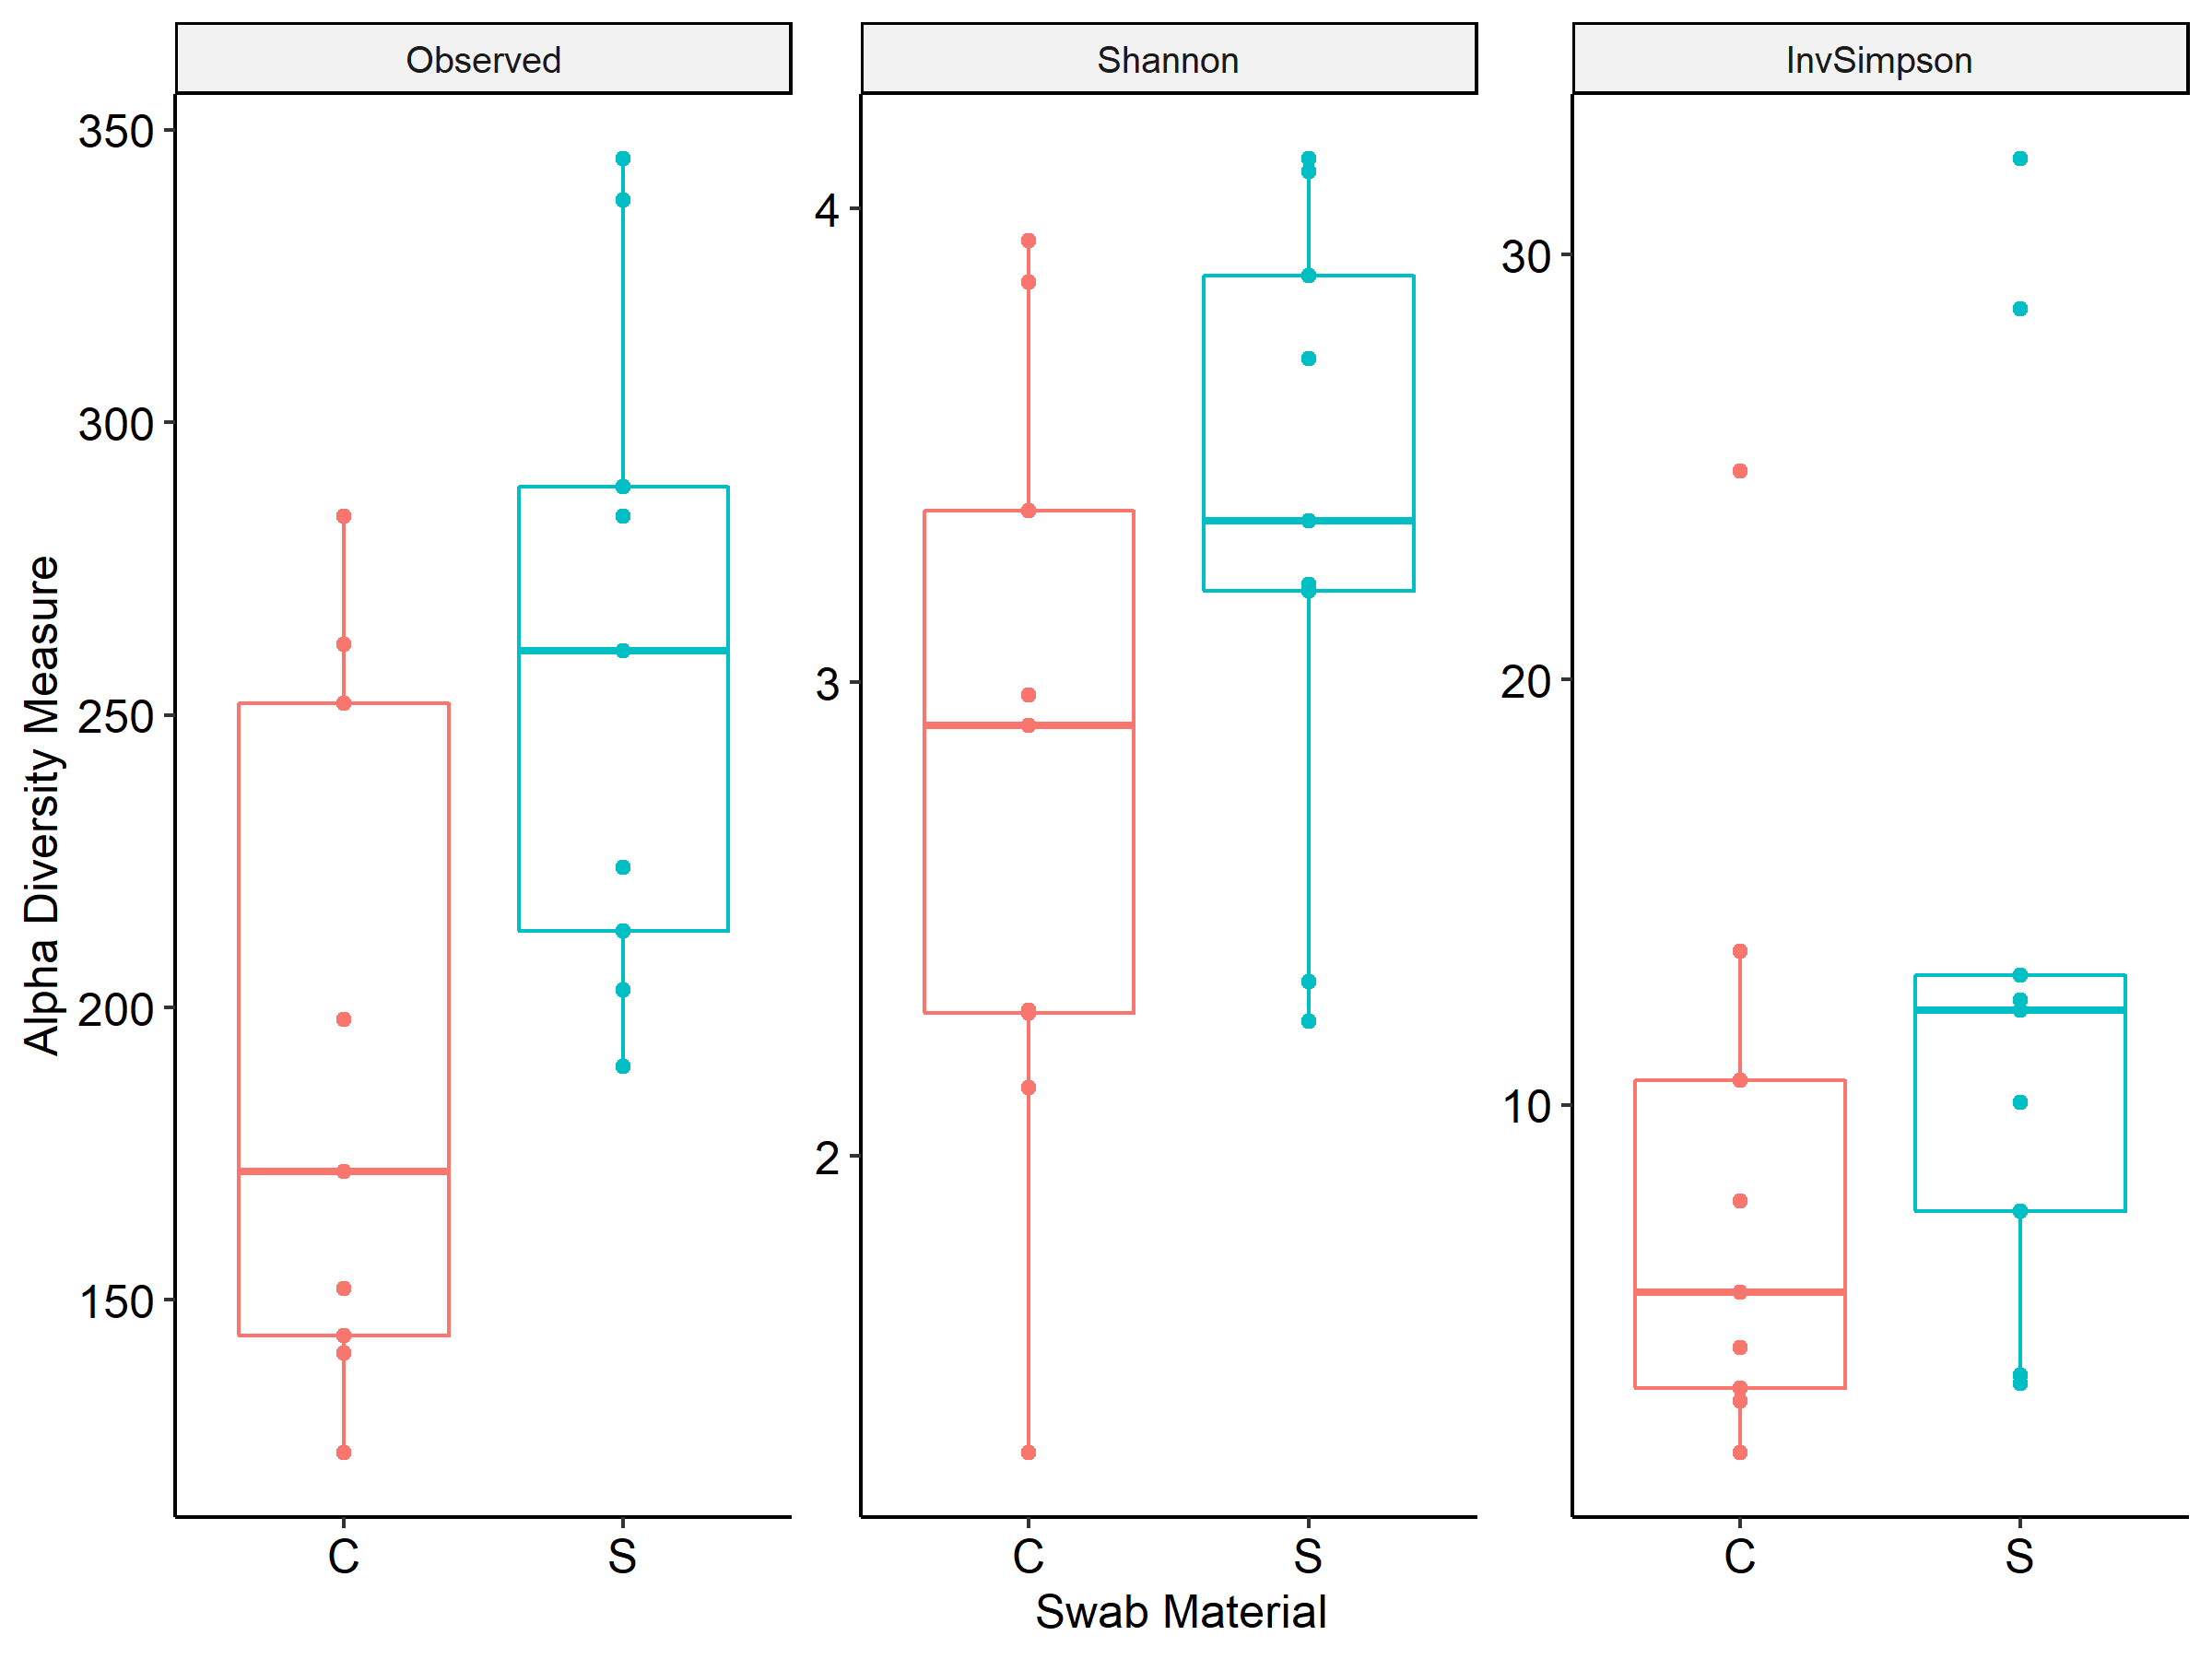 Observed
Shannon
InvSimpson
Alpha Diversity Measure
350
300
250
200
150
4
3
2
30
20
10
C
S
C
S
C
S
Swab Material